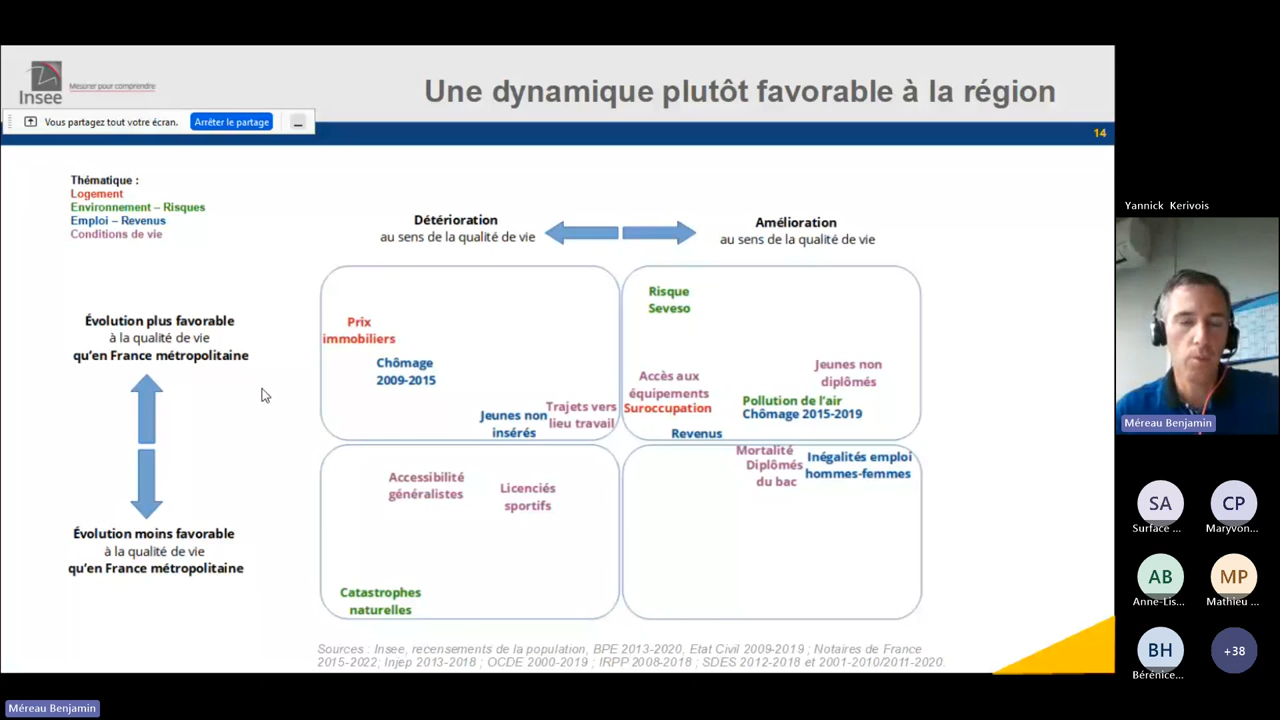 Insee
Mesurer pour comprendre
Une dynamique plutôt favorable à la région
Vous partagez tout votre écran.
Arrêter le partage
14
Thématique :
Logement
Environnement – Risques
Emploi – Revenus
Conditions de vie
Détérioration
au sens de la qualité de vie
Amélioration
au sens de la qualité de vie
Évolution plus favorable
à la qualité de vie
qu'en France métropolitaine
Évolution moins favorable
à la qualité de vie
qu'en France métropolitaine
Prix
immobiliers
Chômage
2009-2015
Jeunes non
insérés
Trajets vers
lieu travail
Risque
Seveso
Jeunes non
diplômés
Accès aux
équipements
Suroccupation
Pollution de l'air
Chômage 2015-2019
Revenus
Accessibilité
généralistes
Licenciés
sportifs
Catastrophes
naturelles
Mortalité
Diplômés
du bac
Inégalités emploi
hommes-femmes
Sources : Insee, recensements de la population, BPE 2013-2020, Etat Civil 2009-2019 ; Notaires de France
2015-2022; Injep 2013-2018 ; OCDE 2000-2019 ; IRPP 2008-2018 ; SDES 2012-2018 et 2001-2010/2011-2020.
Yannick Kerivois
Méreau Benjamin
SA
Surface ...
CP
Maryvon...
AB
Anne-Lis...
MP
Mathieu ...
BH
Bérénice...
+38
Méreau Benjamin